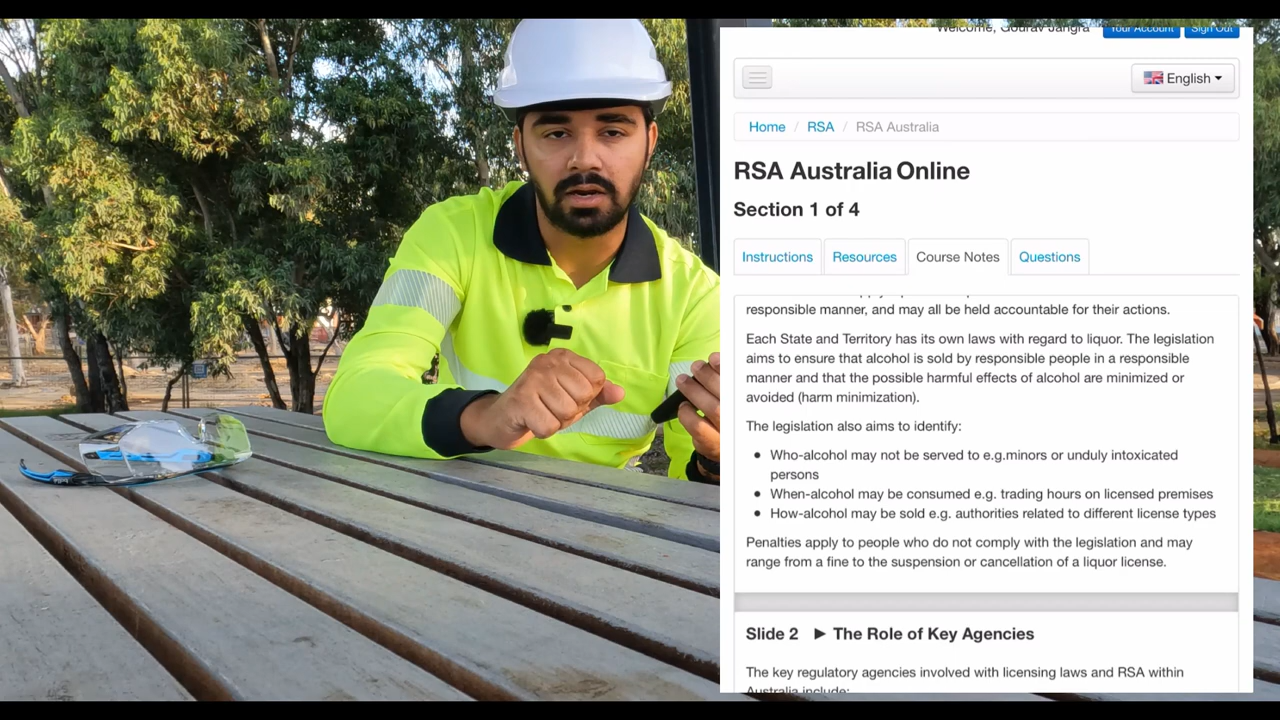 Welcome, Gourav Jangra
Your Account
Sign Out
English
Home / RSA / RSA Australia
RSA Australia Online
Section 1 of 4
Instructions
Resources
Course Notes
Questions
responsible manner, and may all be held accountable for their actions.
Each State and Territory has its own laws with regard to liquor. The legislation
aims to ensure that alcohol is sold by responsible people in a responsible
manner and that the possible harmful effects of alcohol are minimized or
avoided (harm minimization).
The legislation also aims to identify:
• Who-alcohol may not be served to e.g.minors or unduly intoxicated
persons
• When-alcohol may be consumed e.g. trading hours on licensed premises
• How-alcohol may be sold e.g. authorities related to different license types
Penalties apply to people who do not comply with the legislation and may
range from a fine to the suspension or cancellation of a liquor license.
Slide 2 ► The Role of Key Agencies
The key regulatory agencies involved with licensing laws and RSA within
Australia include: